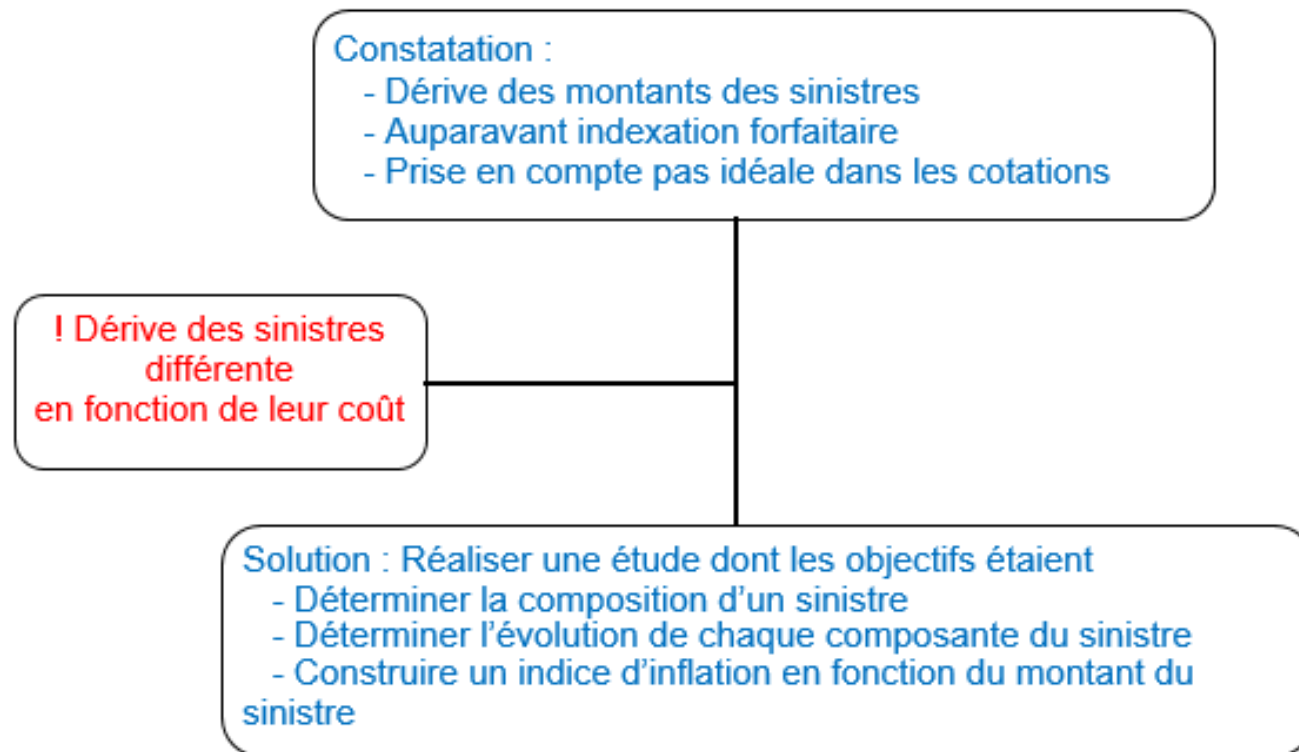 Constatation :
- Dérive des montants des sinistres
- Auparavant indexation forfaitaire
- Prise en compte pas idéale dans les cotations
! Dérive des sinistres
différente
en fonction de leur coût
Solution : Réaliser une étude dont les objectifs étaient
- Déterminer la composition d’un sinistre
- Déterminer l’évolution de chaque composante du sinistre
- Construire un indice d’inflation en fonction du montant du
sinistre